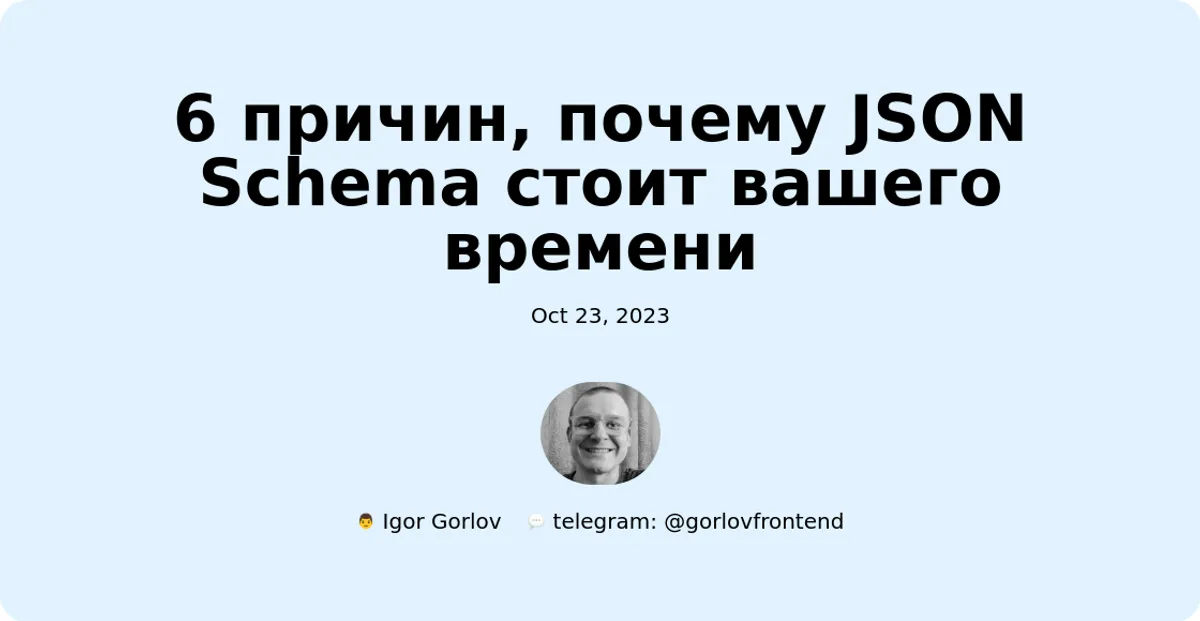 6 причин, почему JSON
Schema стоит вашего
времени
Oct 23, 2023
👨 Igor Gorlov 💬 telegram: @gorlovfrontend